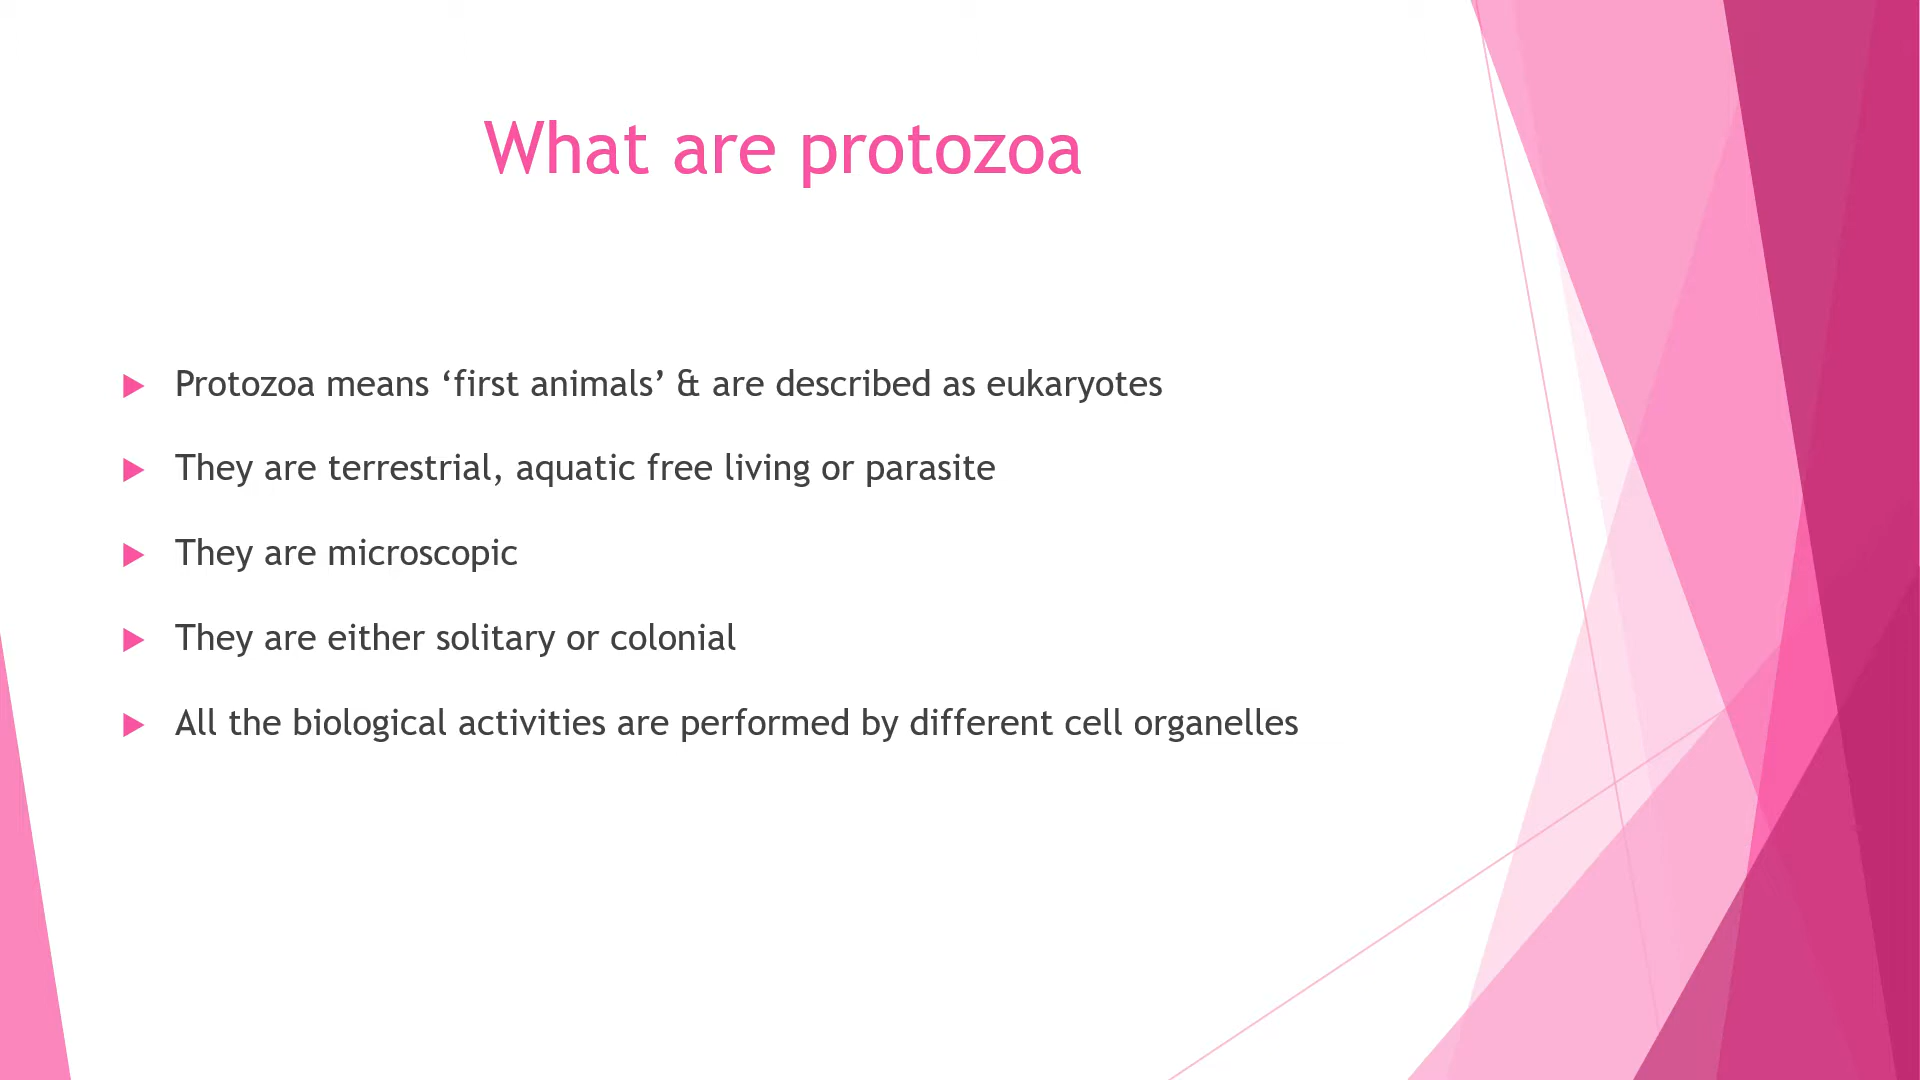 What are protozoa
Protozoa means ‘first animals’ & are described as eukaryotes
They are terrestrial, aquatic free living or parasite
They are microscopic
They are either solitary or colonial
All the biological activities are performed by different cell organelles